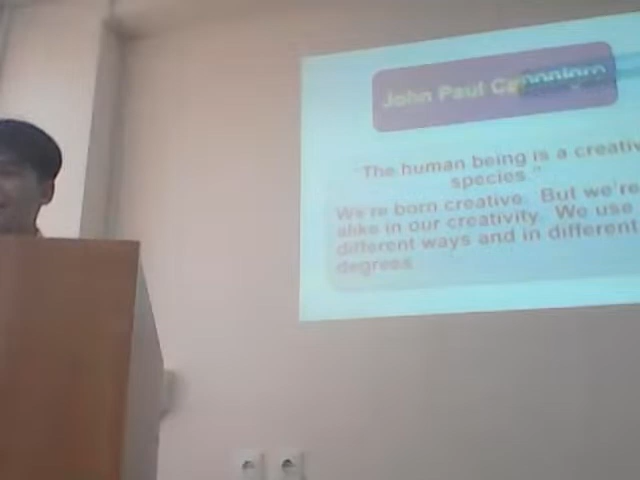 John Paul
"The human being is a
species."
We're born creative. But we're
alike in our creativity. We use
different ways and in different
degrees.